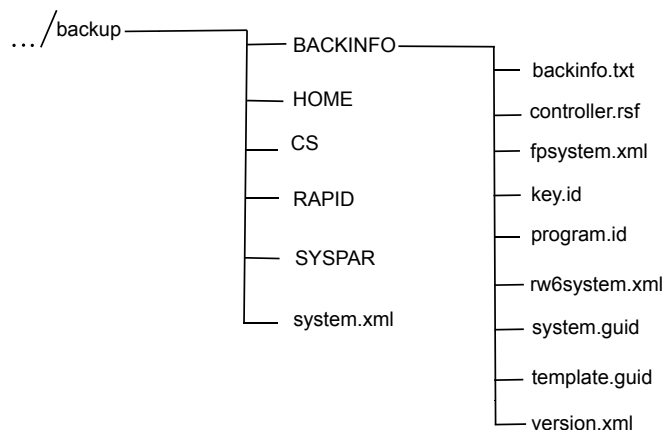 .../backup
BACKINFO
HOME
CS
RAPID
SYSPAR
system.xml
backinfo.txt
controller.rsf
fpsystem.xml
key.id
program.id
rw6system.xml
system.guid
template.guid
version.xml